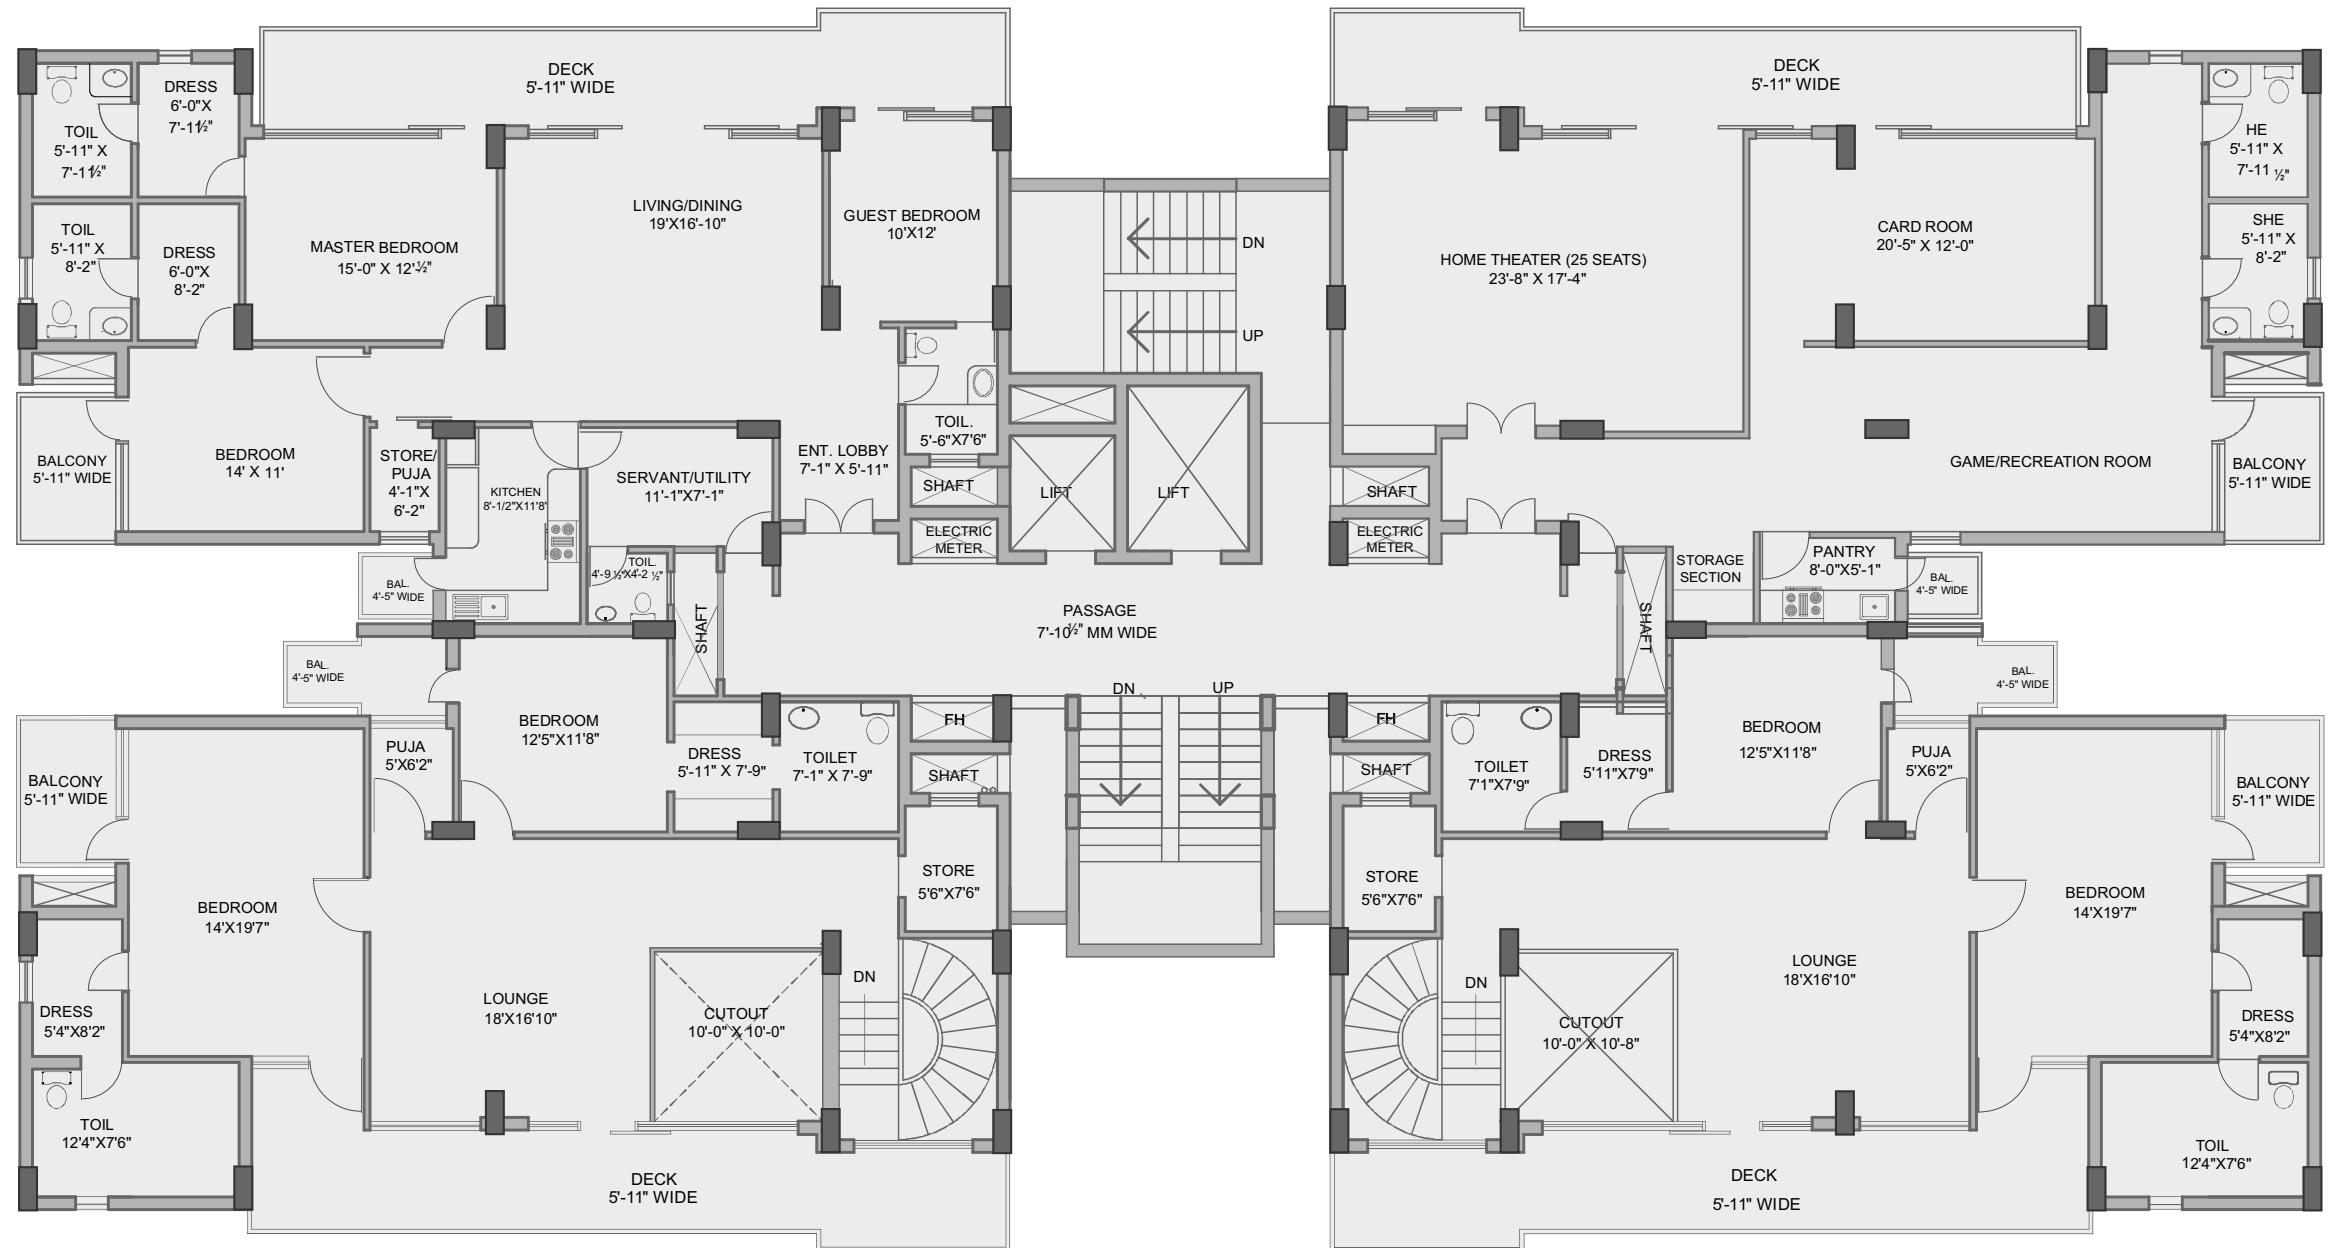 DECK
5'-11" WIDE
DECK
5'-11" WIDE
DRESS
6'-0"X
7'-11½"
TOIL
5'-11" X
7'-11½"
TOIL
5'-11" X
8'-2"
DRESS
6'-0"X
8'-2"
MASTER BEDROOM
15'-0" X 12'-½"
LIVING/DINING
19'X16'-10"
GUEST BEDROOM
10'X12'
DN
UP
HOME THEATER (25 SEATS)
23'-8" X 17'-4"
CARD ROOM
20'-5" X 12'-0"
HE
5'-11" X
7'-11 ½"
SHE
5'-11" X
8'-2"
BALCONY
5'-11" WIDE
BEDROOM
14' X 11'
STORE/
PUJA
4'-1"X
6'-2"
KITCHEN
8'-1/2"X11'8"
SERVANT/UTILITY
11'-1"X7'-1"
ENT. LOBBY
7'-1" X 5'-11"
TOIL.
5'-6"X7'6"
SHAFT
LIFT
LIFT
SHAFT
GAME/RECREATION ROOM
BALCONY
5'-11" WIDE
ELECTRIC
METER
ELECTRIC
METER
BAL.
4'-5" WIDE
TOIL.
4'-9 ½"X4'-2 ½"
SHAFT
PASSAGE
7'-10½" MM WIDE
SHAFT
STORAGE
SECTION
PANTRY
8'-0"X5'-1"
BAL.
4'-5" WIDE
BAL.
4'-5" WIDE
BAL.
4'-5" WIDE
DN
UP
BEDROOM
12'5"X11'8"
PUJA
5'X6'2"
DRESS
5'-11" X 7'-9"
TOILET
7'-1" X 7'-9"
FH
SHAFT
FH
SHAFT
TOILET
7'1"X7'9"
DRESS
5'11"X7'9"
BEDROOM
12'5"X11'8"
PUJA
5'X6'2"
BALCONY
5'-11" WIDE
BALCONY
5'-11" WIDE
STORE
5'6"X7'6"
STORE
5'6"X7'6"
BEDROOM
14'X19'7"
BEDROOM
14'X19'7"
LOUNGE
18'X16'10"
DN
DN
LOUNGE
18'X16'10"
CUTOUT
10'-0" X 10'-0"
CUTOUT
10'-0" X 10'-8"
DRESS
5'4"X8'2"
DRESS
5'4"X8'2"
TOIL
12'4"X7'6"
TOIL
12'4"X7'6"
DECK
5'-11" WIDE
DECK
5'-11" WIDE